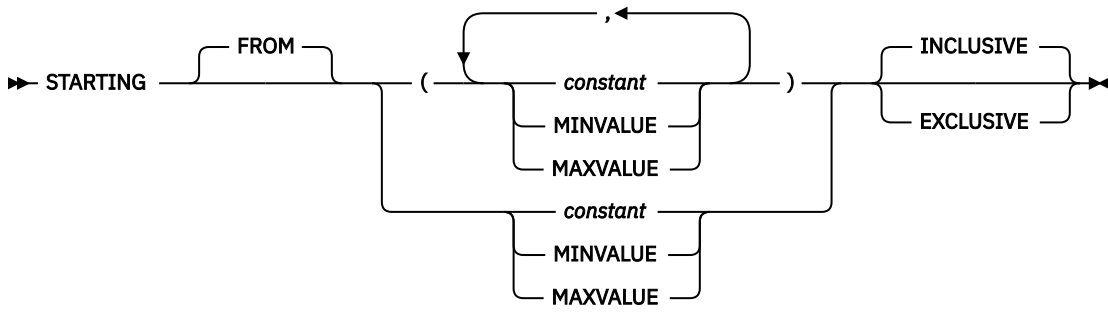 ,
FROM INCLUSIVE
STARTING ( constant )
MINVALUE EXCLUSIVE
MAXVALUE
constant
MINVALUE
MAXVALUE